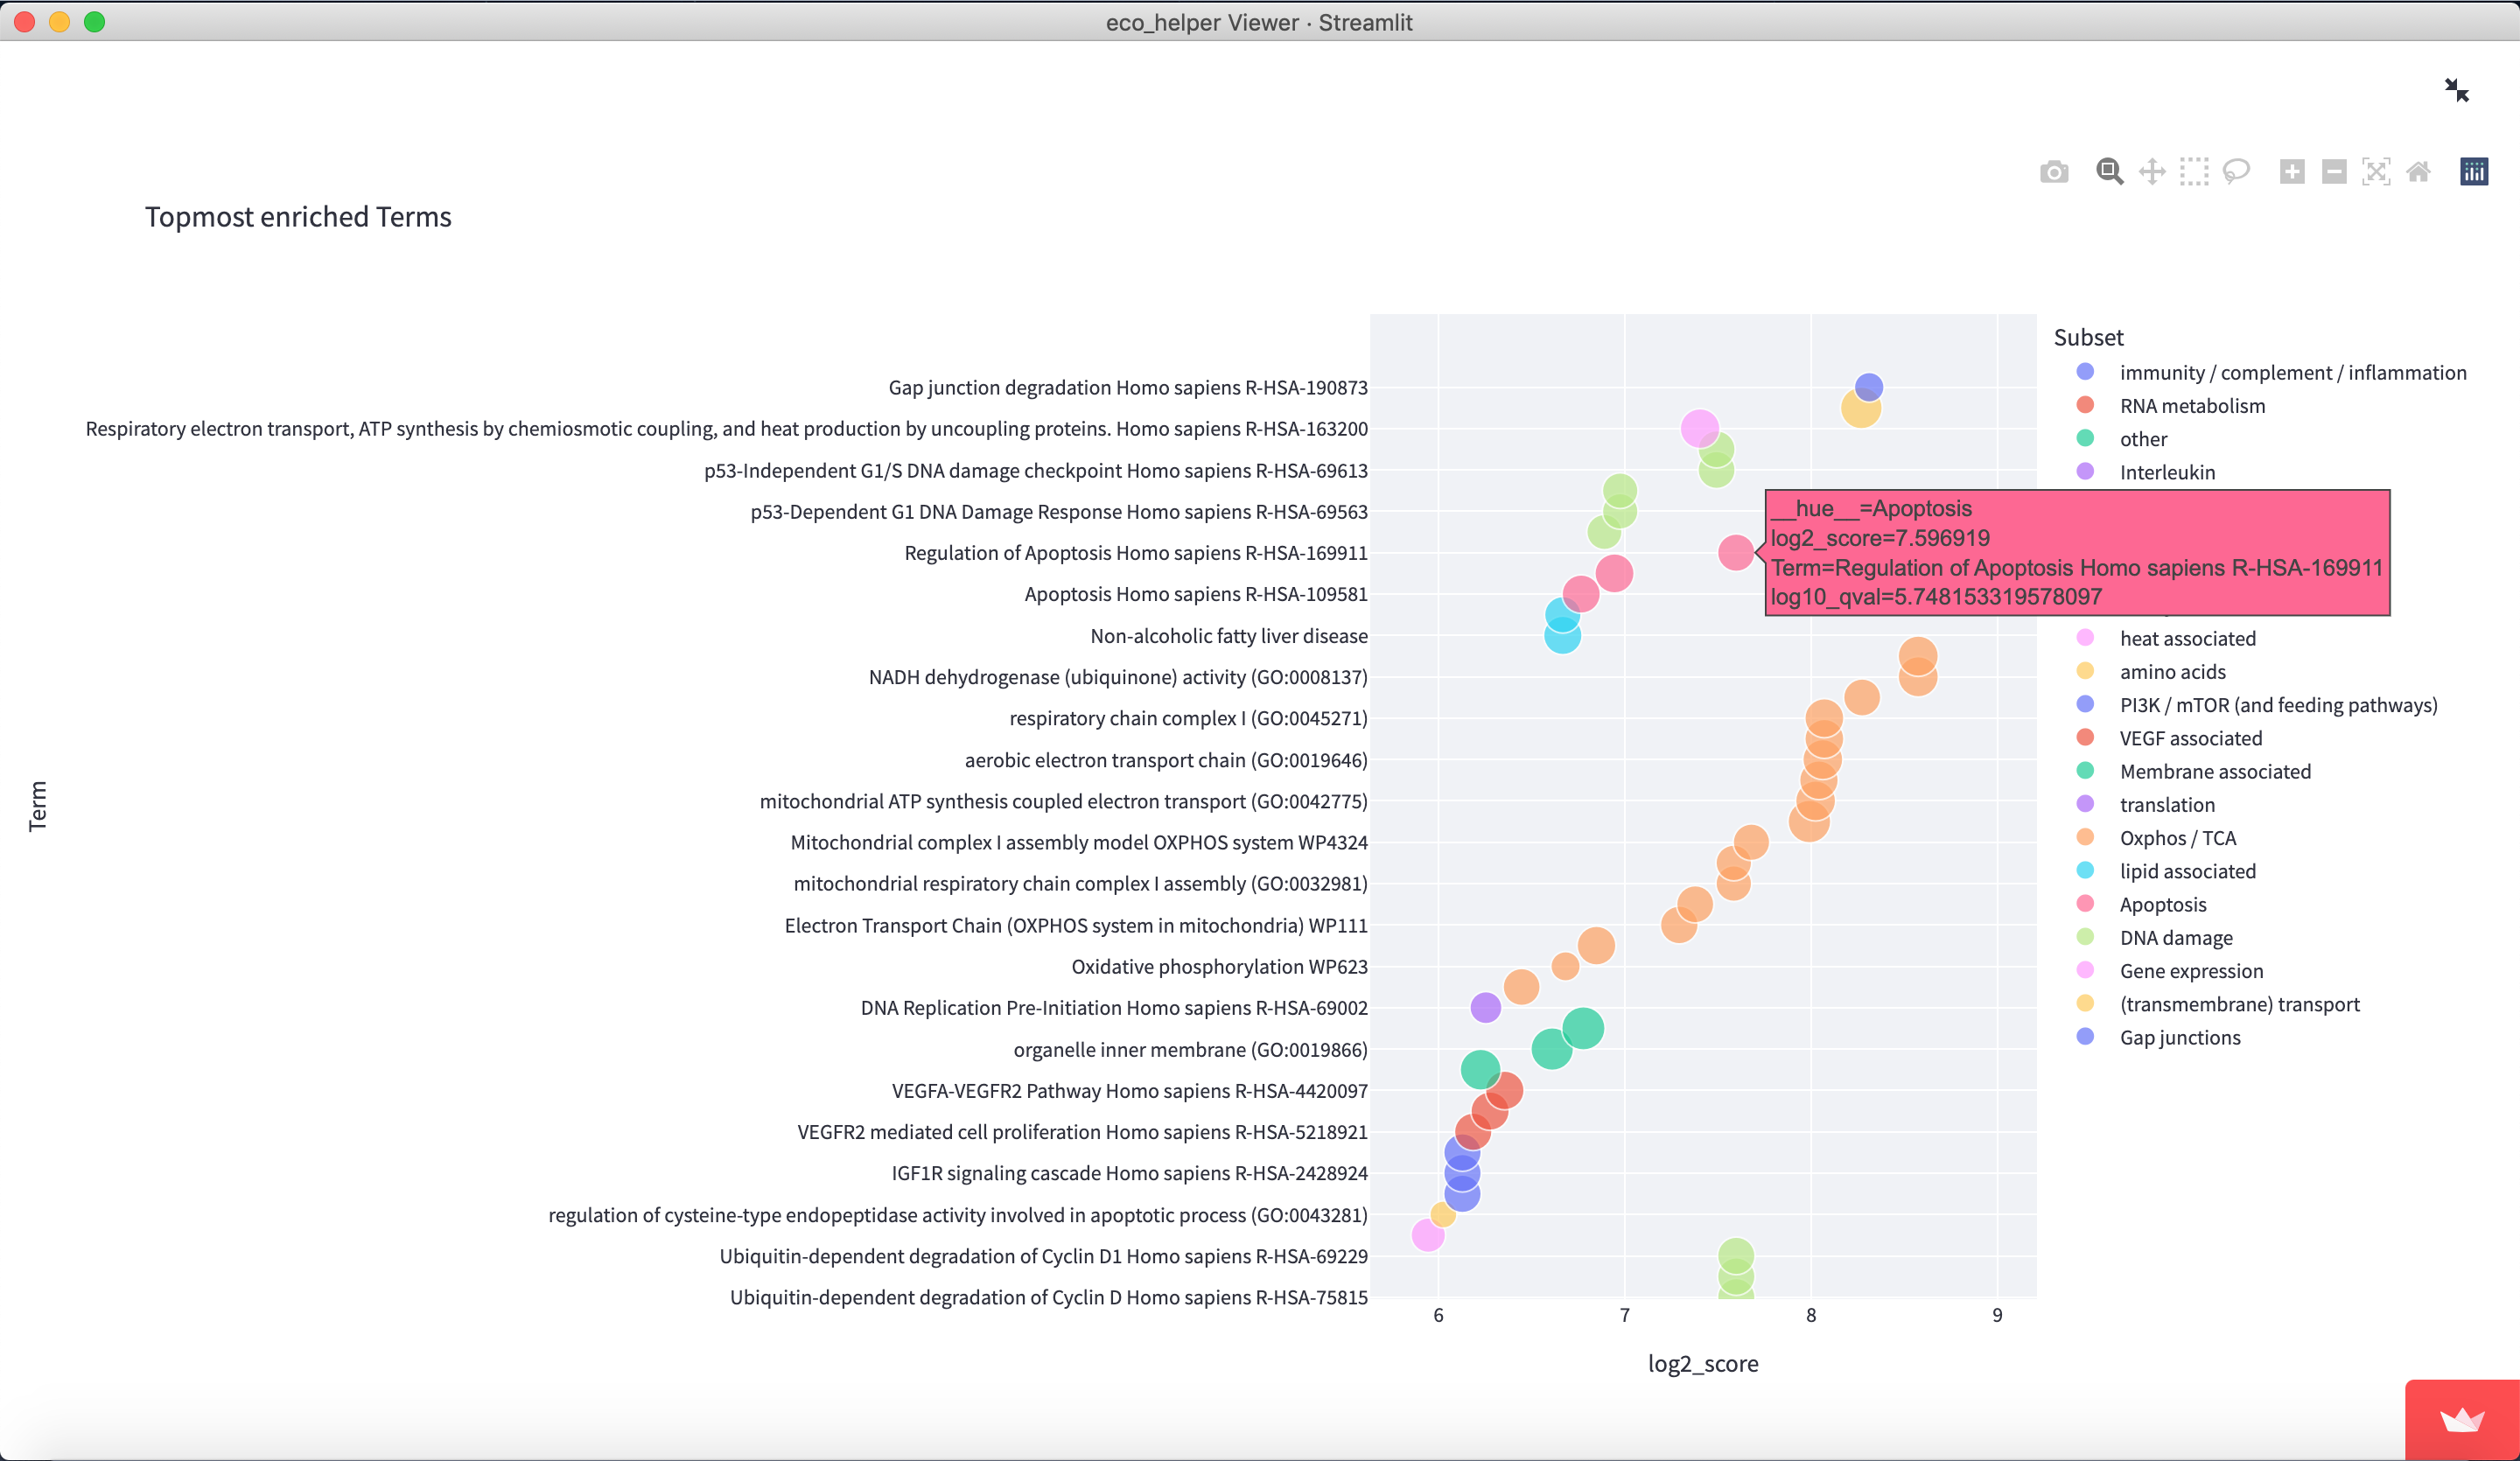 eco_helper Viewer · Streamlit
Topmost enriched Terms
Term
Gap junction degradation Homo sapiens R-HSA-190873
Respiratory electron transport, ATP synthesis by chemiosmotic coupling, and heat production by uncoupling proteins. Homo sapiens R-HSA-163200
p53-Independent G1/S DNA damage checkpoint Homo sapiens R-HSA-69613
p53-Dependent G1 DNA Damage Response Homo sapiens R-HSA-69563
Regulation of Apoptosis Homo sapiens R-HSA-169911
Apoptosis Homo sapiens R-HSA-109581
Non-alcoholic fatty liver disease
NADH dehydrogenase (ubiquinone) activity (GO:0008137)
respiratory chain complex I (GO:0045271)
aerobic electron transport chain (GO:0019646)
mitochondrial ATP synthesis coupled electron transport (GO:0042775)
Mitochondrial complex I assembly model OXPHOS system WP4324
mitochondrial respiratory chain complex I assembly (GO:0032981)
Electron Transport Chain (OXPHOS system in mitochondria) WP111
Oxidative phosphorylation WP623
DNA Replication Pre-Initiation Homo sapiens R-HSA-69002
organelle inner membrane (GO:0019866)
VEGFA-VEGFR2 Pathway Homo sapiens R-HSA-4420097
VEGFR2 mediated cell proliferation Homo sapiens R-HSA-5218921
IGF1R signaling cascade Homo sapiens R-HSA-2428924
regulation of cysteine-type endopeptidase activity involved in apoptotic process (GO:0043281)
Ubiquitin-dependent degradation of Cyclin D1 Homo sapiens R-HSA-69229
Ubiquitin-dependent degradation of Cyclin D Homo sapiens R-HSA-75815
6 7 8 9
log2_score
__hue__=Apoptosis
log2_score=7.596919
Term=Regulation of Apoptosis Homo sapiens R-HSA-169911
log10_qval=5.748153319578097
Subset
immunity / complement / inflammation
RNA metabolism
other
Interleukin
heat associated
amino acids
PI3K / mTOR (and feeding pathways)
VEGF associated
Membrane associated
translation
Oxphos / TCA
lipid associated
Apoptosis
DNA damage
Gene expression
(transmembrane) transport
Gap junctions